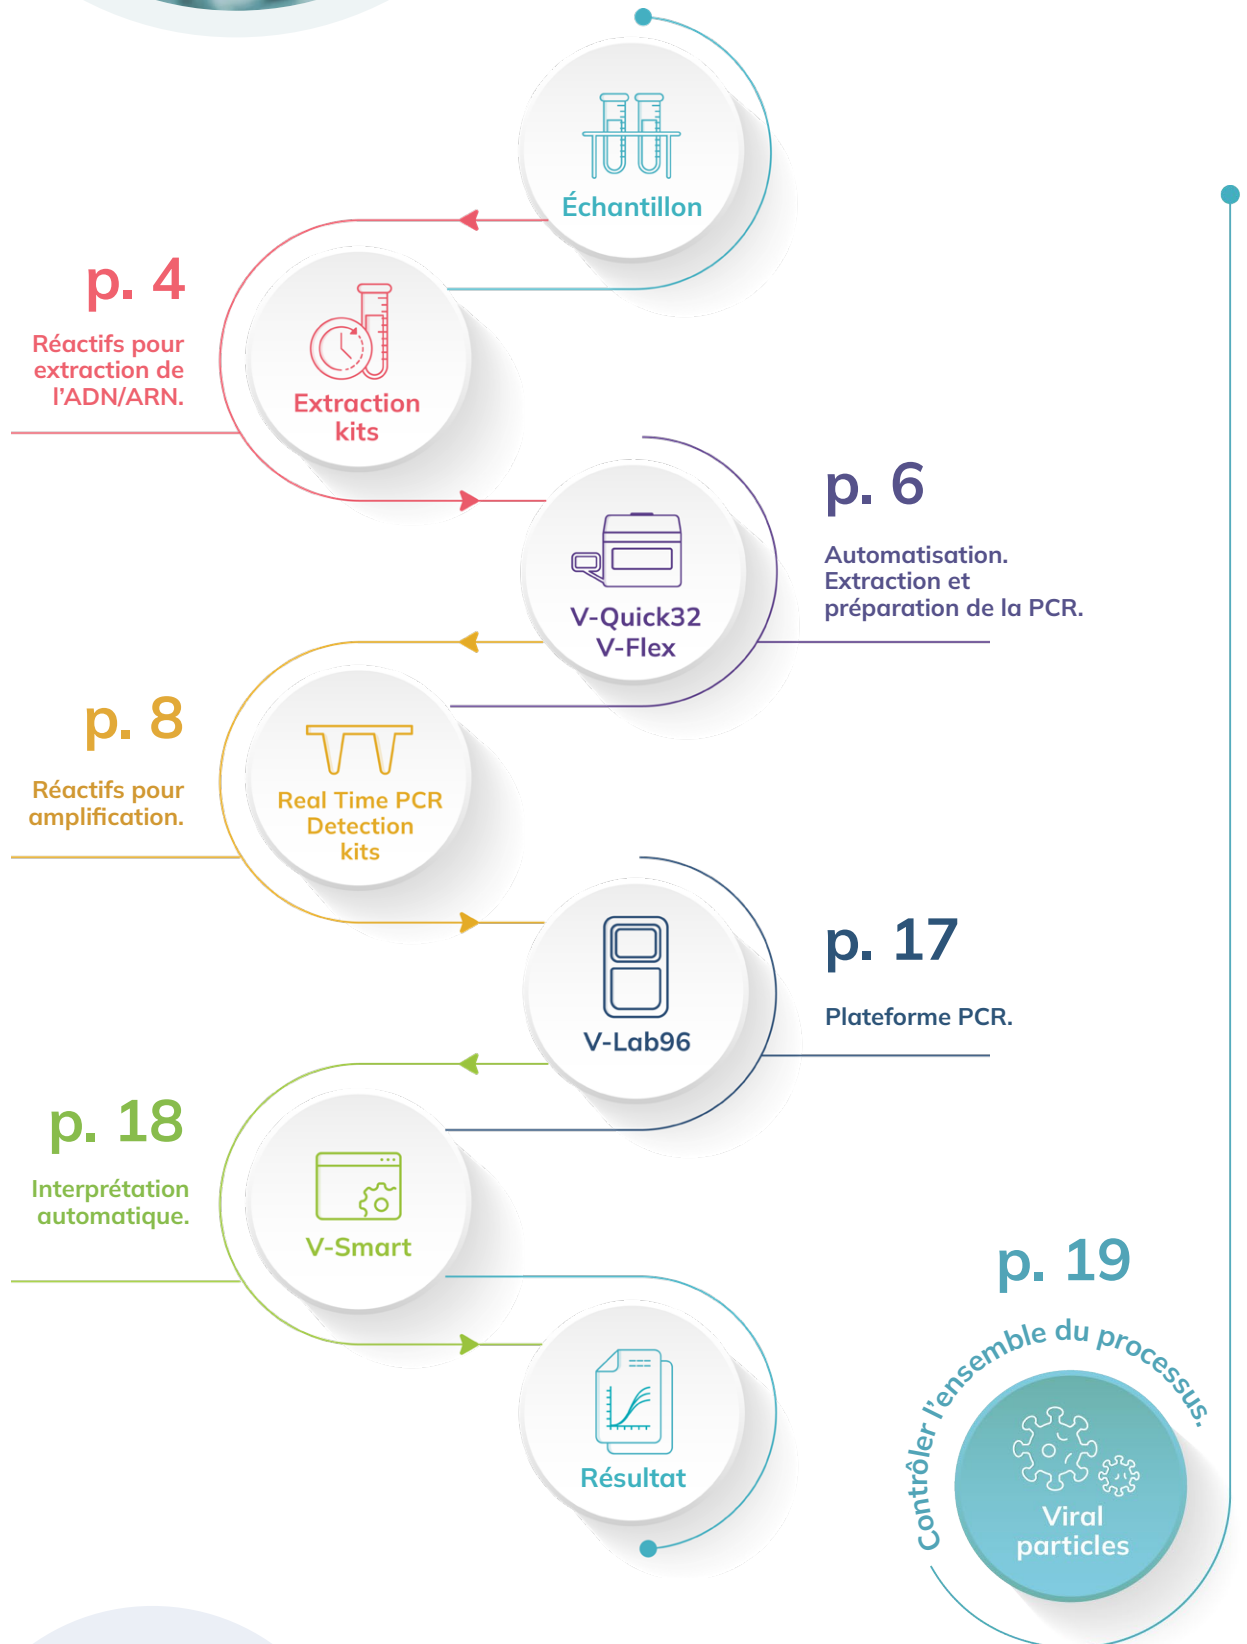 Échantillon
p. 4
Réactifs pour
extraction de
l'ADN/ARN.
Extraction
kits
p. 6
Automatisation.
Extraction et
préparation de la PCR.
V-Quick32
V-Flex
p. 8
Réactifs pour
amplification.
Real Time PCR
Detection
kits
p. 17
Plateforme PCR.
V-Lab96
p. 18
Interprétation
automatique.
V-Smart
p. 19
Contrôler l'ensemble du processus.
Viral
particles
Résultat